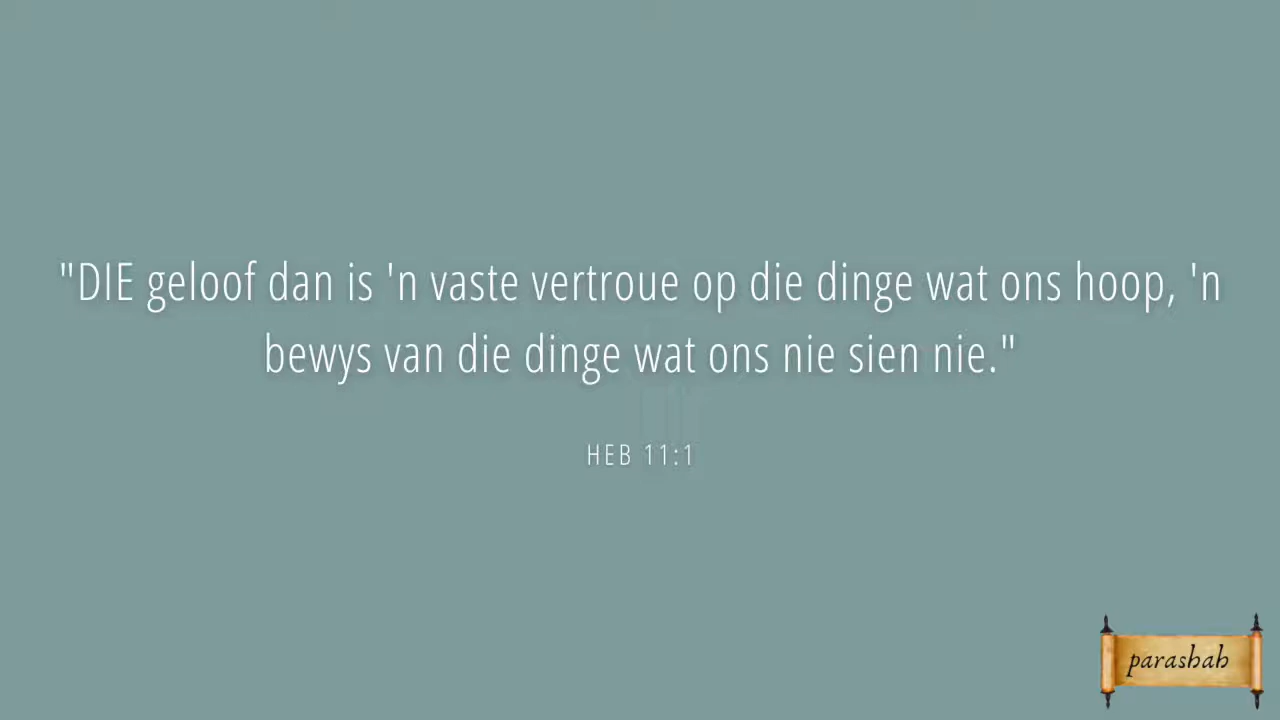 "DIE geloof dan is 'n vaste vertroue op die dinge wat ons hoop, 'n
bewys van die dinge wat ons nie sien nie."
HEB 11:1
parashah